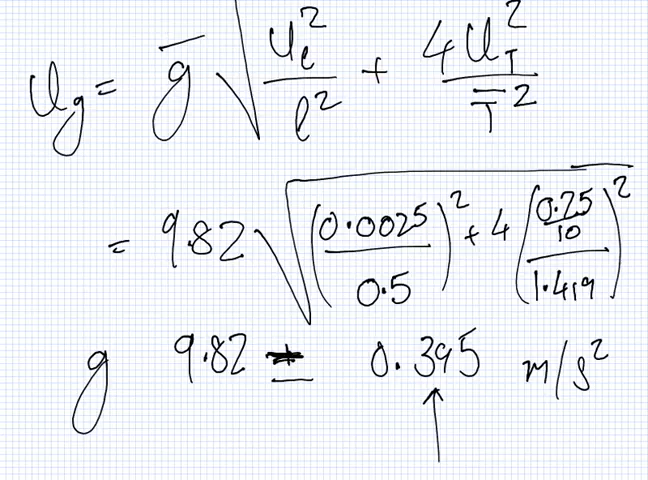 U_g = g̅ √(U_ℓ²/ℓ² + 4U_T²/T̅²)
= 9.82 √((0.0025/0.5)² + 4((0.25/10)/1.419)²)
g 9.82 ± 0.395 m/s²